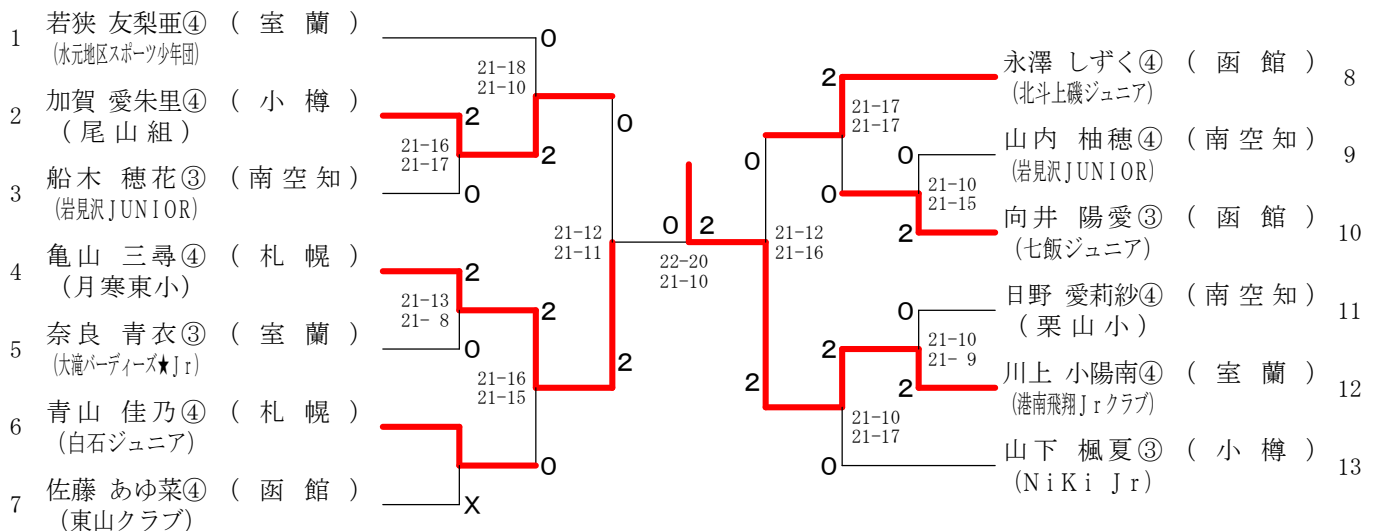 1 若狭 友梨亜④ ( 室 蘭 )
(水元地区スポーツ少年団)
2 加賀 愛朱里④ ( 小 樽 )
(尾山組)
3 船木 穂花③ (南空知)
(岩見沢JUNIOR)
4 亀山 三尋④ ( 札 幌 )
(月寒東小)
5 奈良 青衣③ ( 室 蘭 )
(大滝バーディーズ★Jr)
6 青山 佳乃④ ( 札 幌 )
(白石ジュニア)
7 佐藤 あゆ菜④ ( 函 館 )
(東山クラブ)
0
21-18
21-10
2
2
21-16
21-17
0
0
2
21-13
21- 8
0
2
21-16
21-15
0
X
21-12
21-11
2
0 2
22-20
21-10
0
21-12
21-16
2
2
21-17
21-17
0
0
21-10
21-15
2
0
21-10
21- 9
2
2
21-10
21-17
0
永澤 しずく④ ( 函 館 ) 8
(北斗上磯ジュニア)
山内 柚穂④ (南空知) 9
(岩見沢JUNIOR)
向井 陽愛③ ( 函 館 ) 10
(七飯ジュニア)
日野 愛莉紗④ (南空知) 11
(栗山小)
川上 小陽南④ ( 室 蘭 ) 12
(港南飛翔Jrクラブ)
山下 楓夏③ ( 小 樽 ) 13
(NiKi Jr)